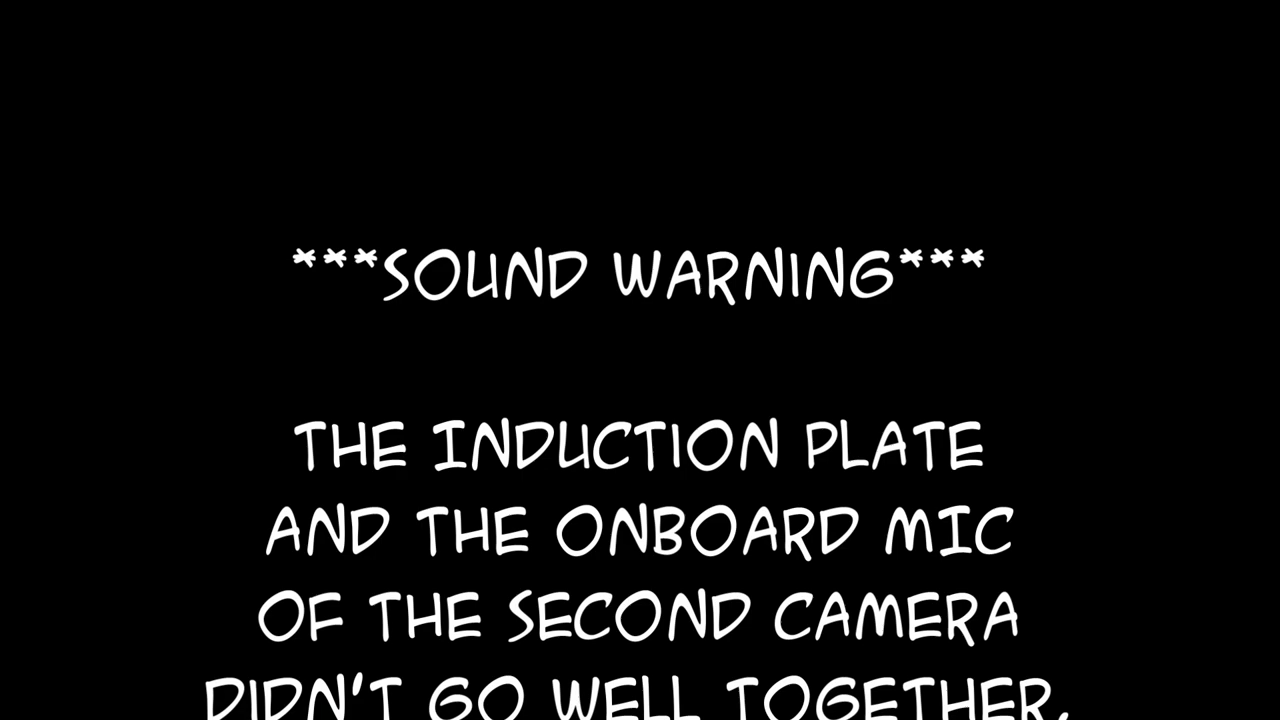 ***SOUND WARNING***
THE INDUCTION PLATE
AND THE ONBOARD MIC
OF THE SECOND CAMERA
DIDN'T GO WELL TOGETHER,